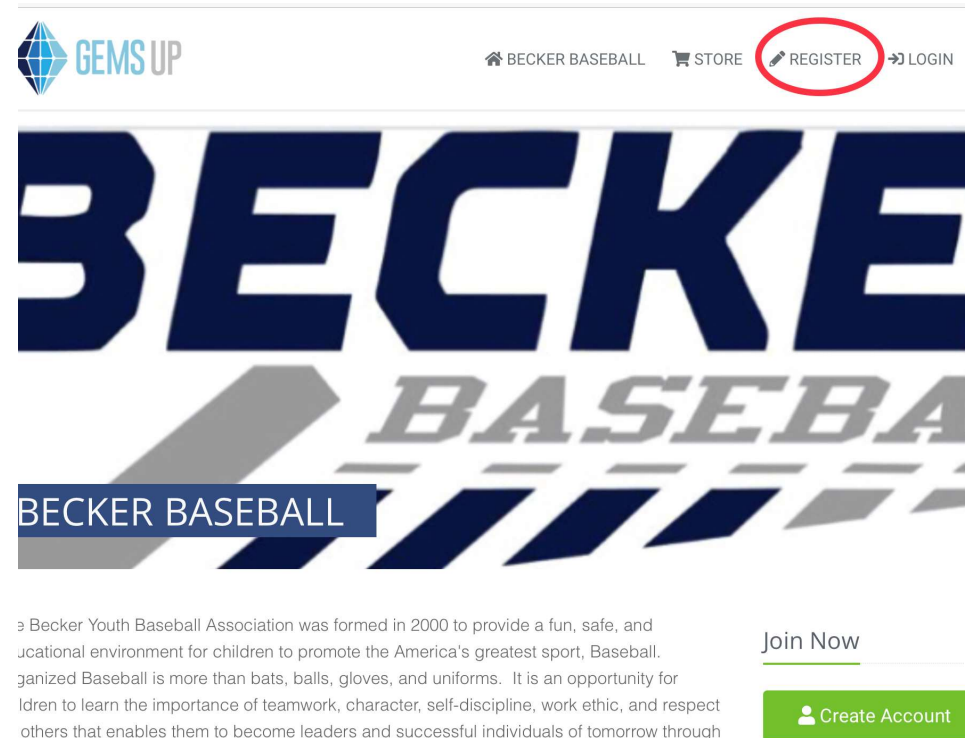 GEMS UP
BECKER BASEBALL STORE REGISTER LOGIN
BECKE
BASEBA
BECKER BASEBALL
e Becker Youth Baseball Association was formed in 2000 to provide a fun, safe, and
ucational environment for children to promote the America's greatest sport, Baseball.
ganized Baseball is more than bats, balls, gloves, and uniforms. It is an opportunity for
ldren to learn the importance of teamwork, character, self-discipline, work ethic, and respect
others that enables them to become leaders and successful individuals of tomorrow through
Join Now
Create Account